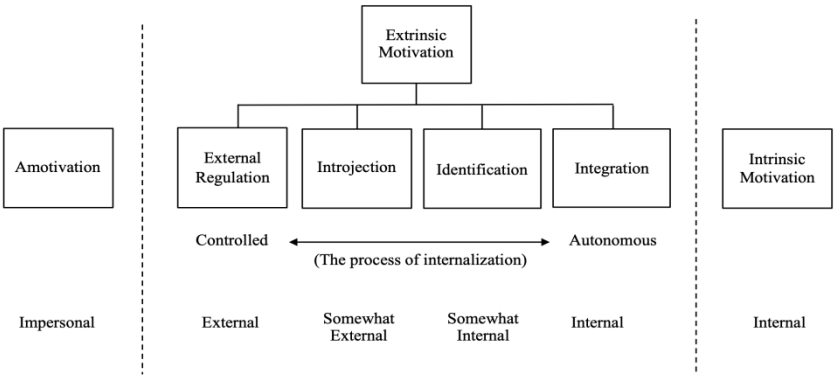 Extrinsic
Motivation
Amotivation
External
Regulation
Introjection
Identification
Integration
Intrinsic
Motivation
Controlled
Autonomous
(The process of internalization)
Impersonal
External
Somewhat
External
Somewhat
Internal
Internal
Internal